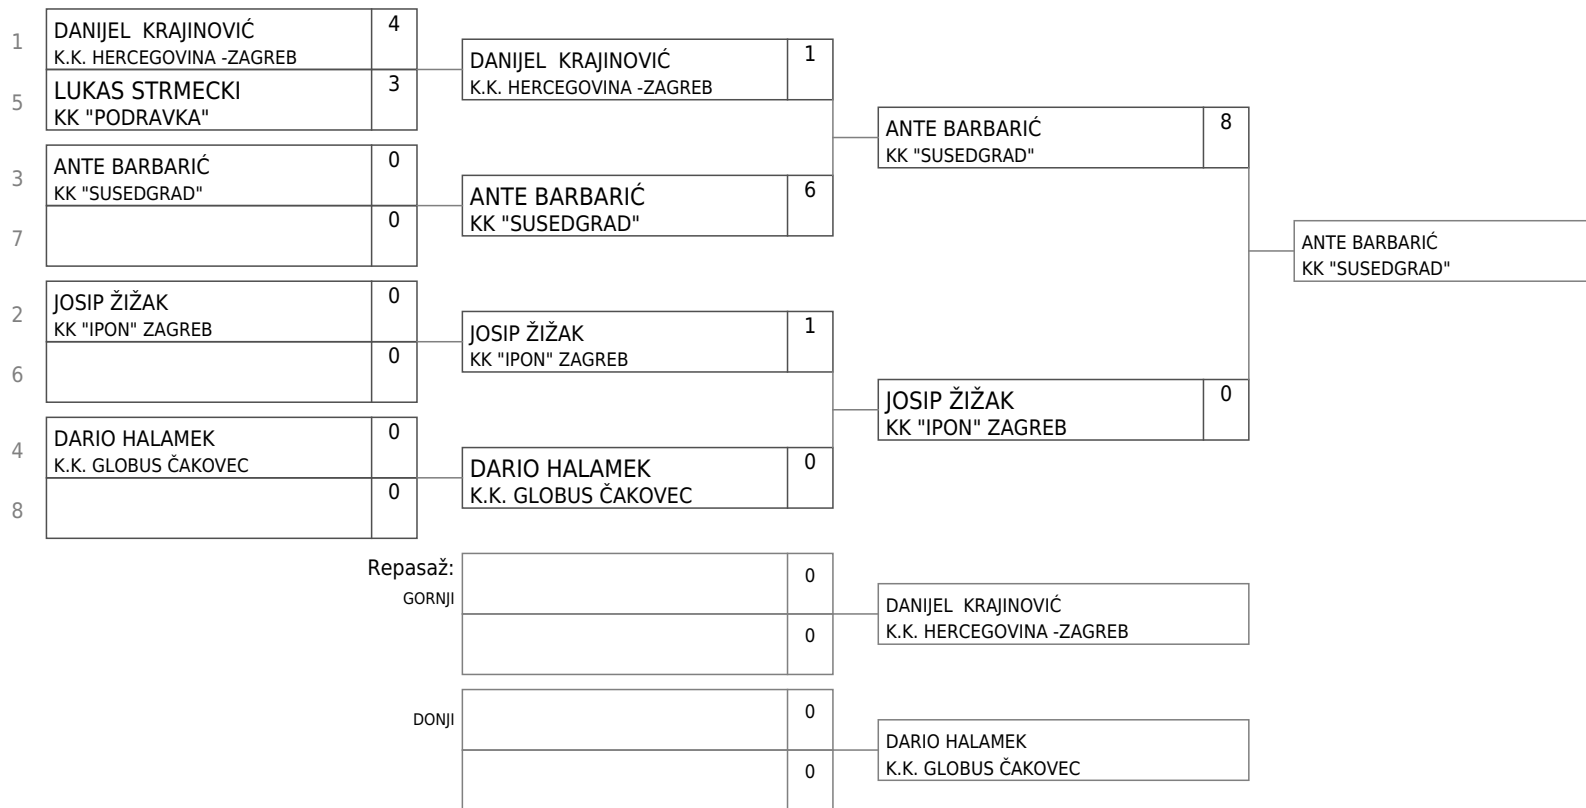 1
DANIJEL  KRAJINOVIĆ
K.K. HERCEGOVINA -ZAGREB
4
5
LUKAS STRMECKI
KK "PODRAVKA"
3
3
ANTE BARBARIĆ
KK "SUSEDGRAD"
0
7
0
2
JOSIP ŽIŽAK
KK "IPON" ZAGREB
0
6
0
4
DARIO HALAMEK
K.K. GLOBUS ČAKOVEC
0
8
0
DANIJEL  KRAJINOVIĆ
K.K. HERCEGOVINA -ZAGREB
1
ANTE BARBARIĆ
KK "SUSEDGRAD"
6
JOSIP ŽIŽAK
KK "IPON" ZAGREB
1
DARIO HALAMEK
K.K. GLOBUS ČAKOVEC
0
ANTE BARBARIĆ
KK "SUSEDGRAD"
8
JOSIP ŽIŽAK
KK "IPON" ZAGREB
0
ANTE BARBARIĆ
KK "SUSEDGRAD"
Repasaž:
GORNJI
0
0
DANIJEL  KRAJINOVIĆ
K.K. HERCEGOVINA -ZAGREB
DONJI
0
0
DARIO HALAMEK
K.K. GLOBUS ČAKOVEC